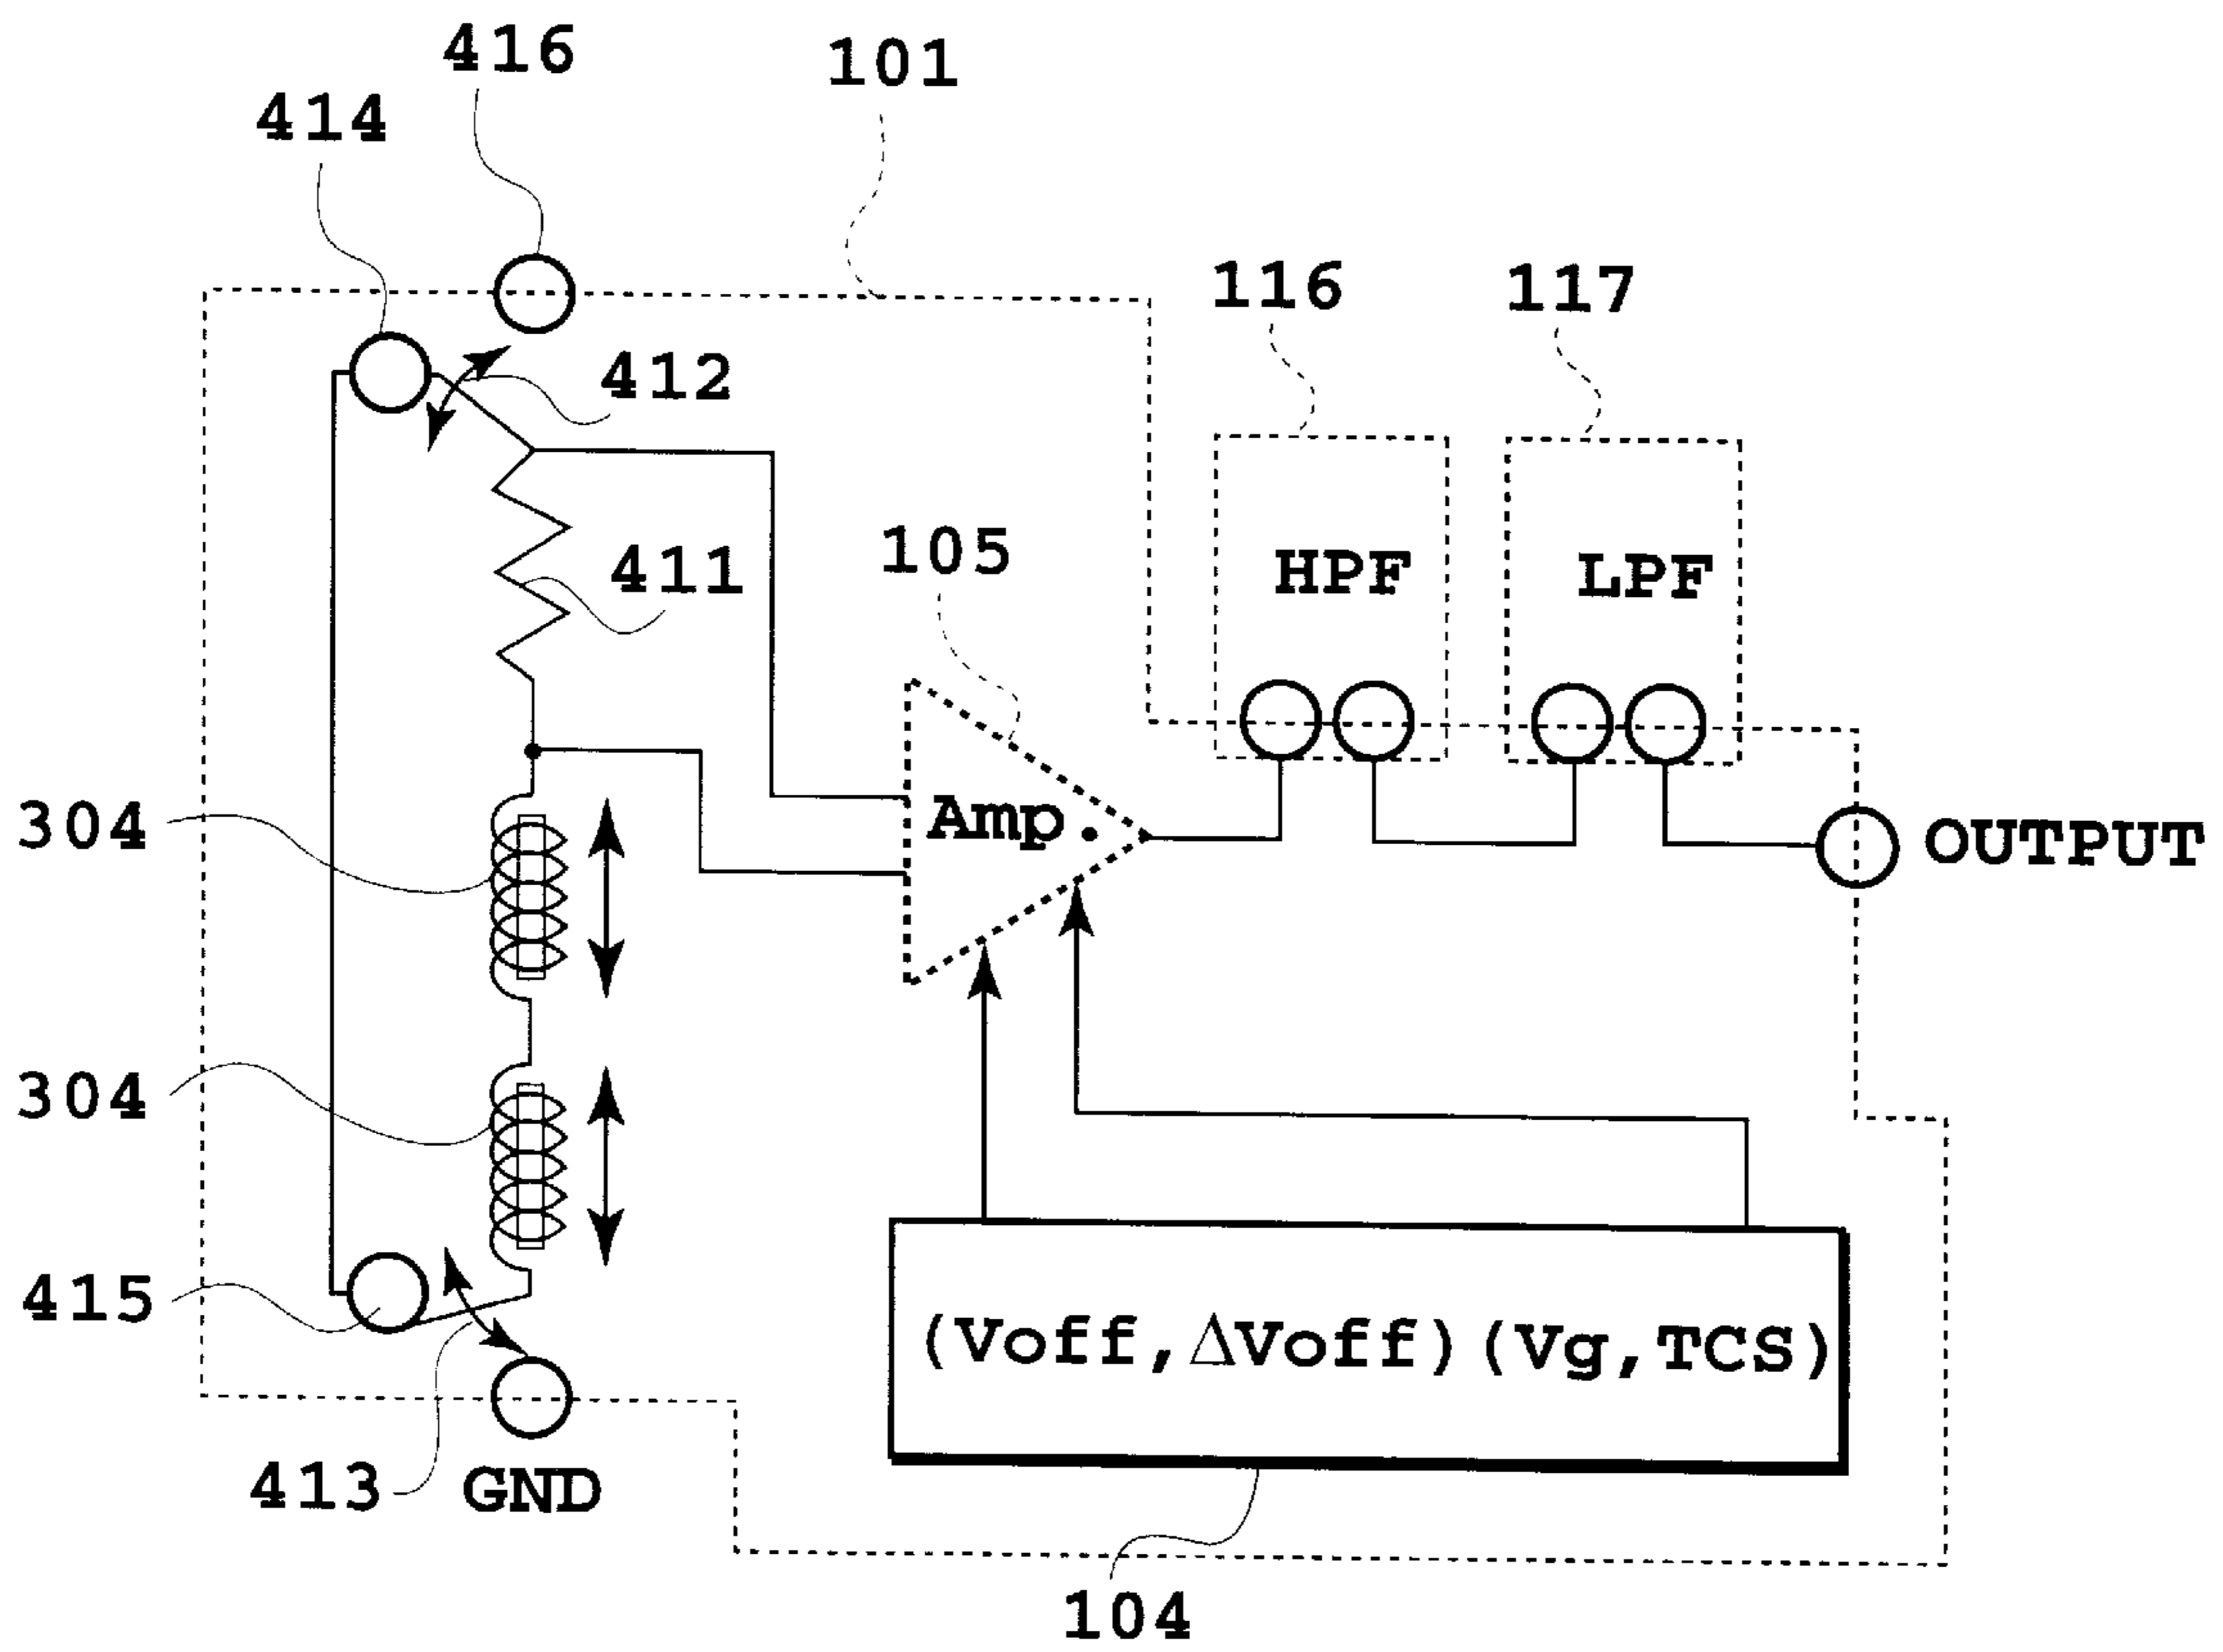 416
101
414
116
117
412
105
411
HPF
LPF
Amp.
304
OUTPUT
304
415
(Voff,ΔVoff)(Vg,TCS)
413
GND
104